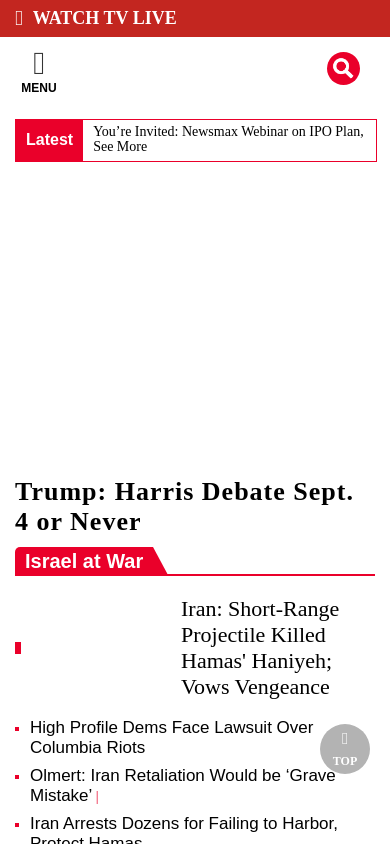 WATCH TV LIVE
MENU
Latest
You’re Invited: Newsmax Webinar on IPO Plan,
See More
Trump: Harris Debate Sept.
4 or Never
Israel at War
Iran: Short-Range
Projectile Killed
Hamas' Haniyeh;
Vows Vengeance
High Profile Dems Face Lawsuit Over
Columbia Riots
Olmert: Iran Retaliation Would be ‘Grave
Mistake’ |
Iran Arrests Dozens for Failing to Harbor,
Protect Hamas
TOP